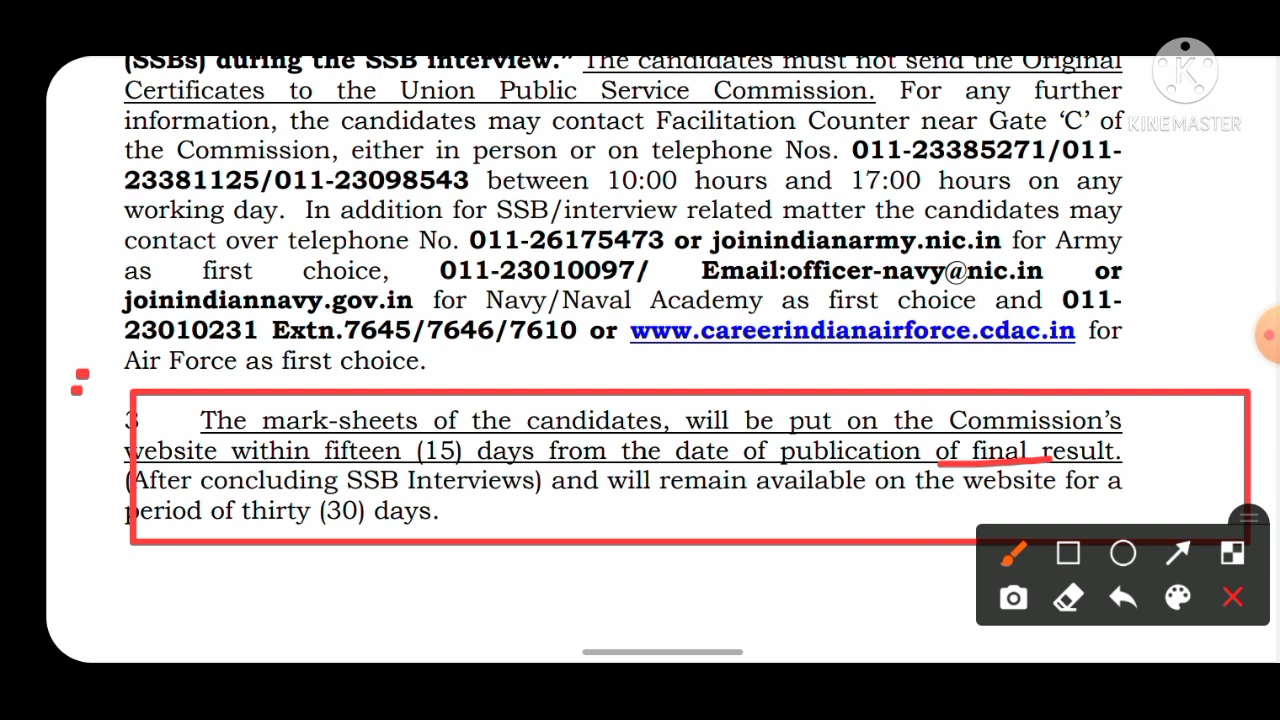 (SSBs) during the SSB interview.” The candidates must not send the Original
Certificates to the Union Public Service Commission. For any further
information, the candidates may contact Facilitation Counter near Gate ‘C’ of
the Commission, either in person or on telephone Nos. 011-23385271/011-
23381125/011-23098543 between 10:00 hours and 17:00 hours on any
working day. In addition for SSB/interview related matter the candidates may
contact over telephone No. 011-26175473 or joinindianarmy.nic.in for Army
as first choice, 011-23010097/ Email:officer-navy@nic.in or
joinindiannavy.gov.in for Navy/Naval Academy as first choice and 011-
23010231 Extn.7645/7646/7610 or www.careerindianairforce.cdac.in for
Air Force as first choice.
3 The mark-sheets of the candidates, will be put on the Commission’s
website within fifteen (15) days from the date of publication of final result.
(After concluding SSB Interviews) and will remain available on the website for a
period of thirty (30) days.
K
KINEMASTER